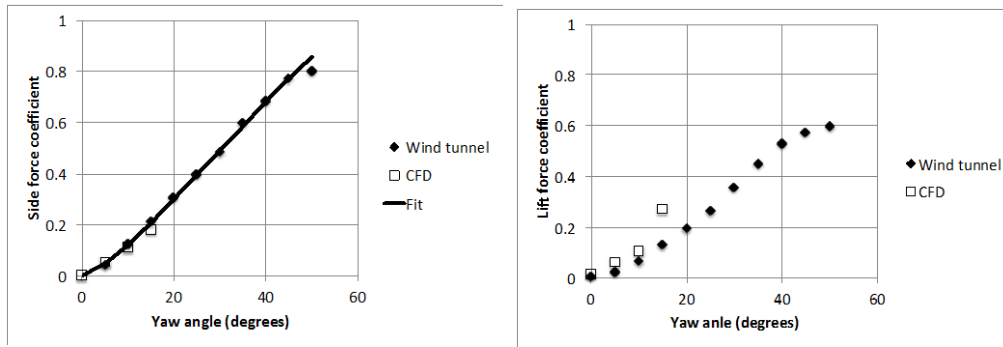 Side force coefficient
1
0.8
0.6
0.4
0.2
0
0 20 40 60
Yaw angle (degrees)
Wind tunnel
CFD
Fit
Lift force coefficient
1
0.8
0.6
0.4
0.2
0
0 20 40 60
Yaw anle (degrees)
Wind tunnel
CFD